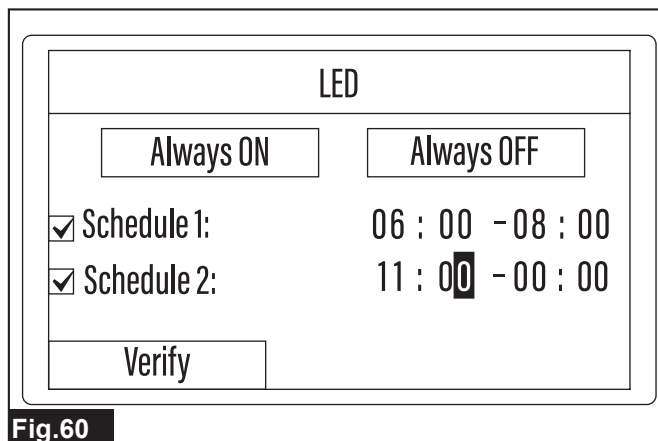 LED
Always ON Always OFF
Schedule 1: 06 : 00 -08 : 00
Schedule 2: 11 : 00 -00 : 00
Verify
Fig.60